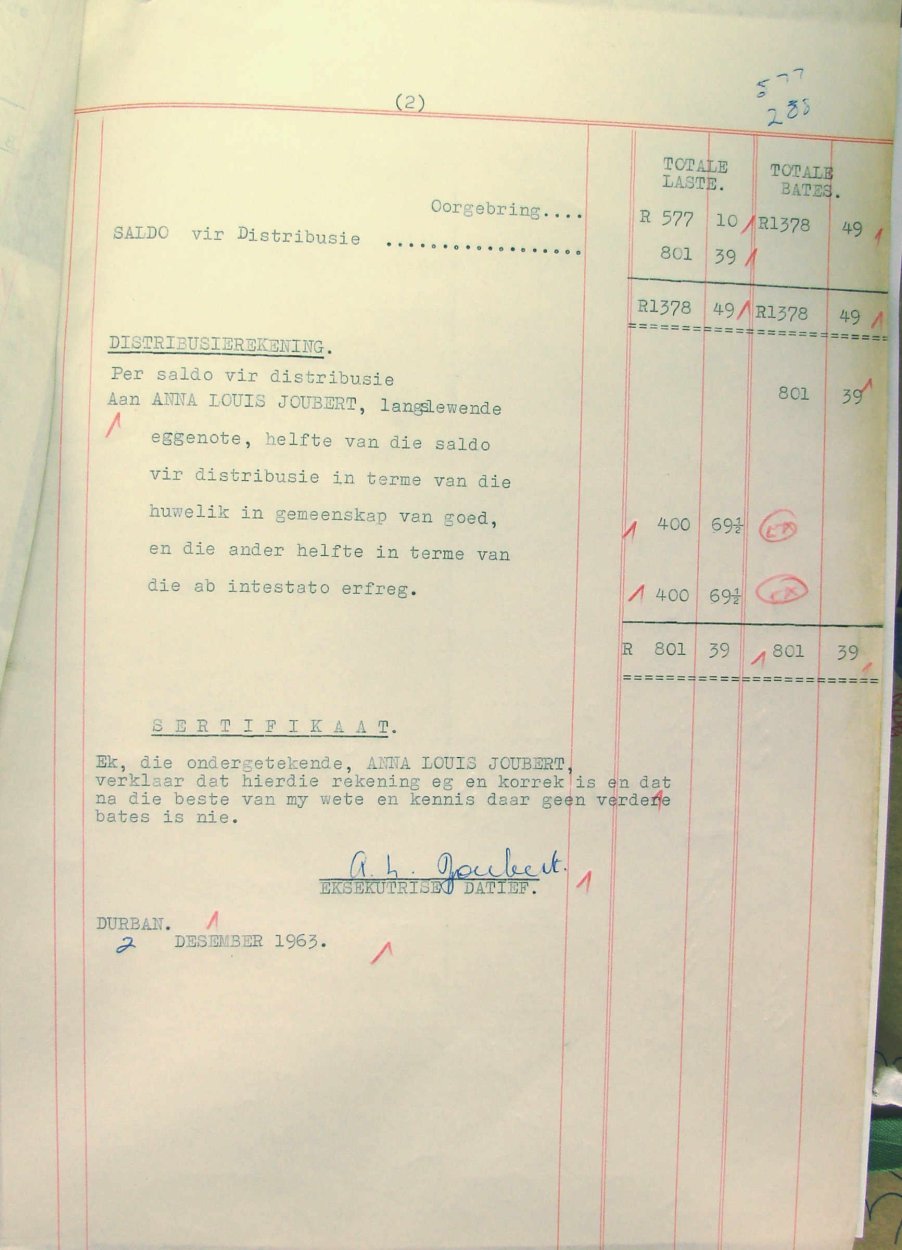 (2)
577
288
TOTALE LASTE. TOTALE BATES.
Oorgebring.... R 577 10 R1378 49
SALDO vir Distribusie .................. 801 39
R1378 49 R1378 49
DISTRIBUSIEREKENING.
Per saldo vir distribusie 801 39
Aan ANNA LOUIS JOUBERT, langslewende
eggenote, helfte van die saldo
vir distribusie in terme van die
huwelik in gemeenskap van goed, 400 69½
en die ander helfte in terme van
die ab intestato erfreg. 400 69½
R 801 39 801 39
S E R T I F I K A A T.
Ek, die ondergetekende, ANNA LOUIS JOUBERT,
verklaar dat hierdie rekening eg en korrek is en dat
na die beste van my wete en kennis daar geen verdere
bates is nie.
A. L. Joubert.
EKSEKUTRISE DATIEF.
DURBAN.
2 DESEMBER 1963.